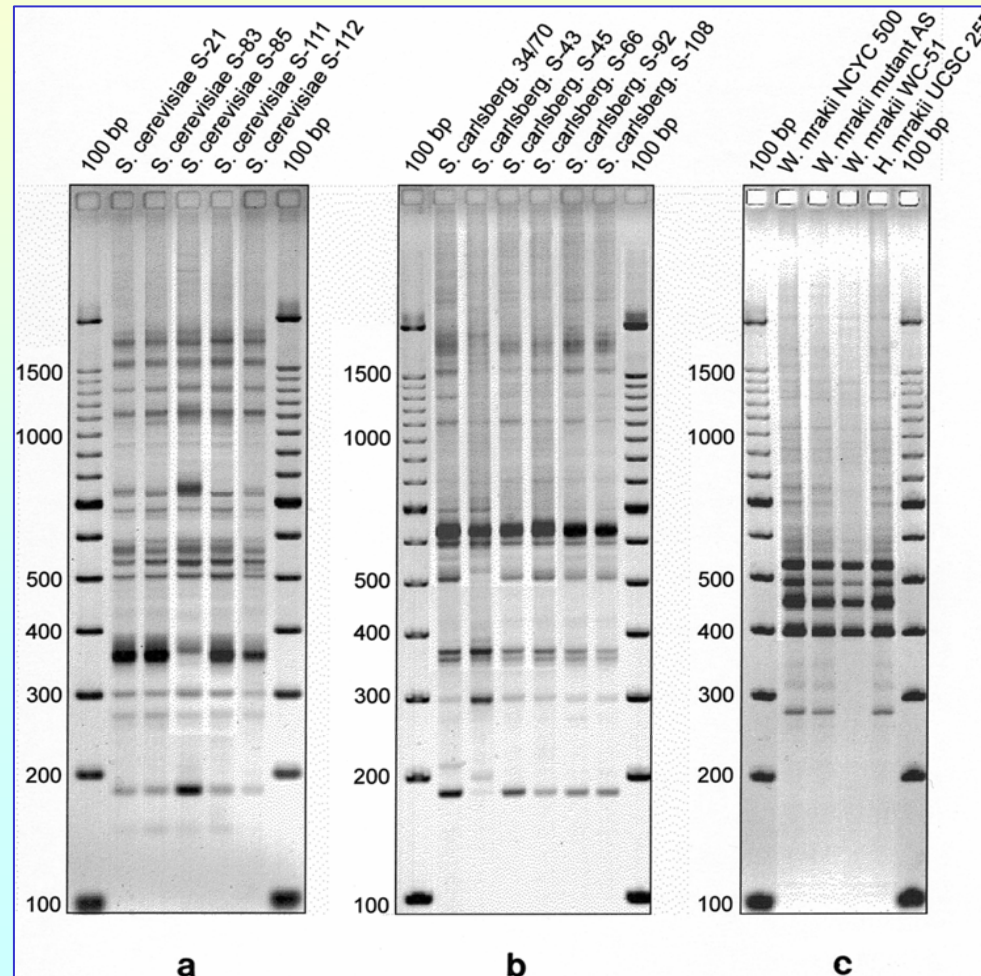 100 bp
S. cerevisiae S-21
S. cerevisiae S-83
S. cerevisiae S-85
S. cerevisiae S-111
S. cerevisiae S-112
100 bp
1500
1000
500
400
300
200
100
a
100 bp
S. carlsberg. 34/70
S. carlsberg. S-43
S. carlsberg. S-45
S. carlsberg. S-66
S. carlsberg. S-92
S. carlsberg. S-108
100 bp
1500
1000
500
400
300
200
100
b
100 bp
W. mrakii NCYC 500
W. mrakii mutant AS
W. mrakii WC-51
H. mrakii UCSC
100 bp
1500
1000
500
400
300
200
100
c